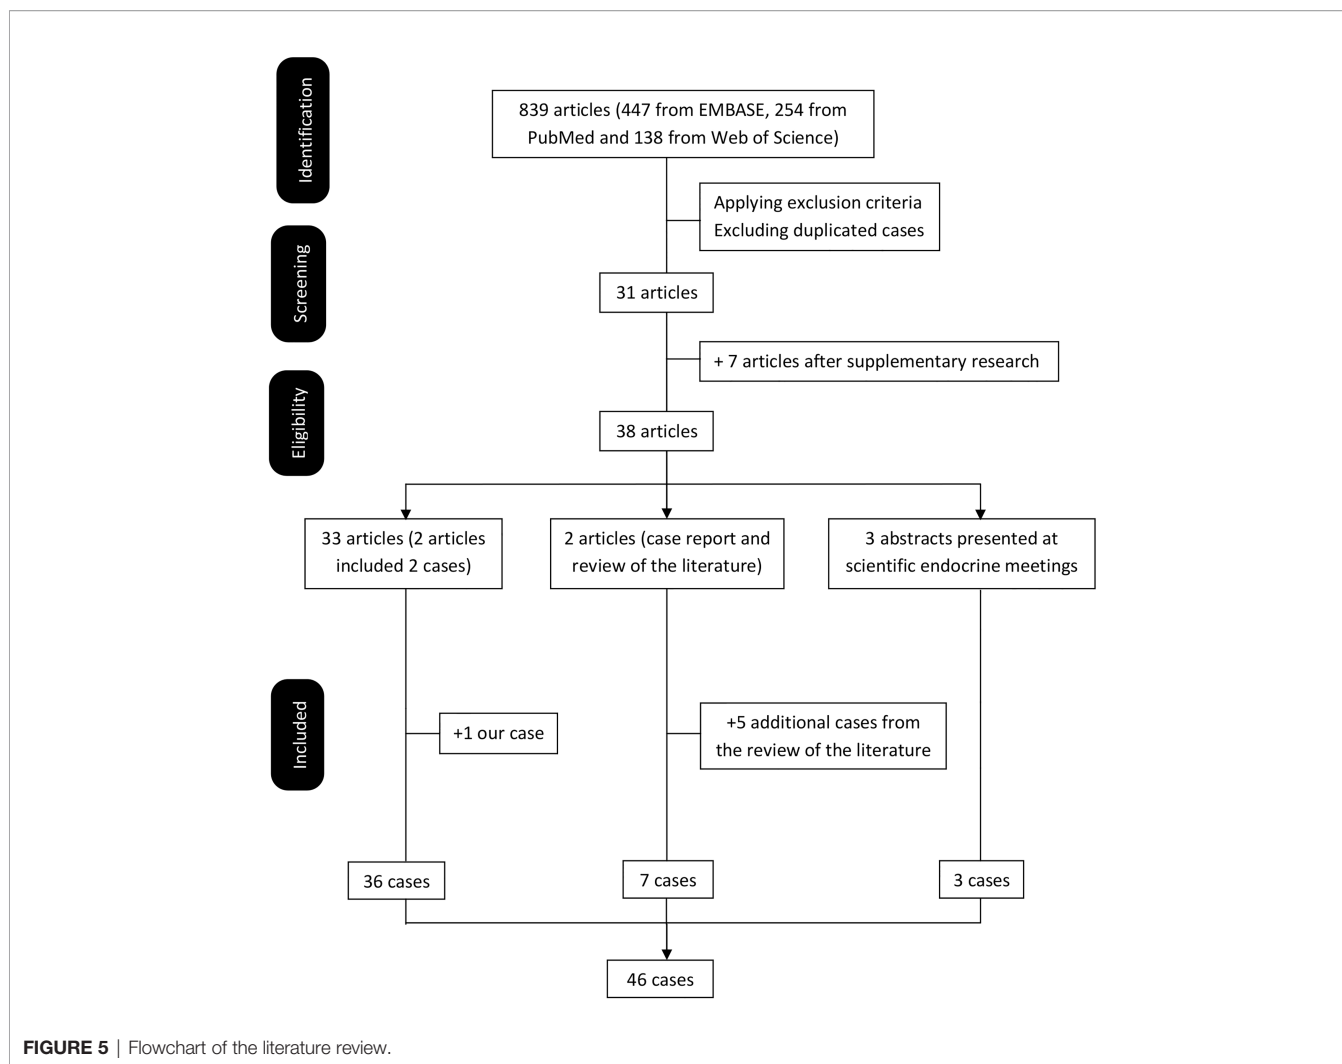 Identification
839 articles (447 from EMBASE, 254 from
PubMed and 138 from Web of Science)
Applying exclusion criteria
Excluding duplicated cases
Screening
31 articles
+ 7 articles after supplementary research
Eligibility
38 articles
33 articles (2 articles
included 2 cases)
2 articles (case report and
review of the literature)
3 abstracts presented at
scientific endocrine meetings
Included
+1 our case
+5 additional cases from
the review of the literature
36 cases
7 cases
3 cases
46 cases
FIGURE 5 | Flowchart of the literature review.